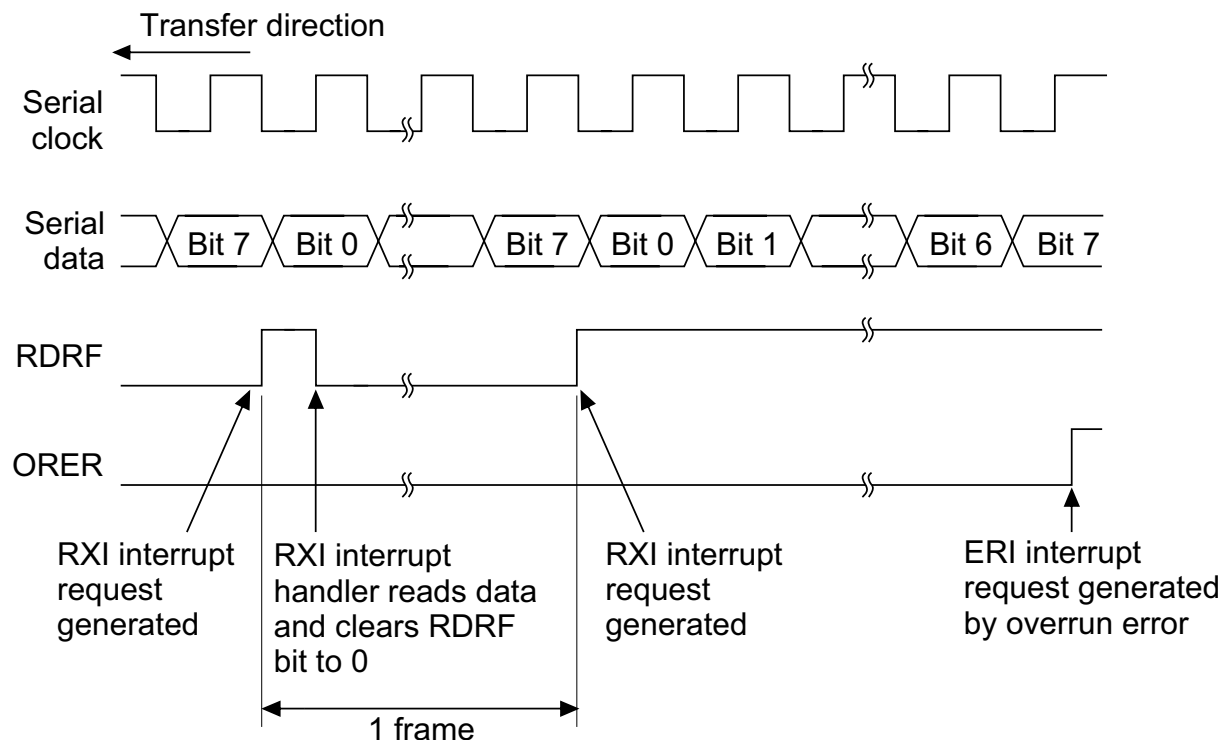 Transfer direction
Serial
clock
Serial
data
Bit 7
Bit 0
Bit 7
Bit 0
Bit 1
Bit 6
Bit 7
RDRF
ORER
RXI interrupt
request
generated
RXI interrupt
handler reads data
and clears RDRF
bit to 0
RXI interrupt
request
generated
ERI interrupt
request generated
by overrun error
1 frame